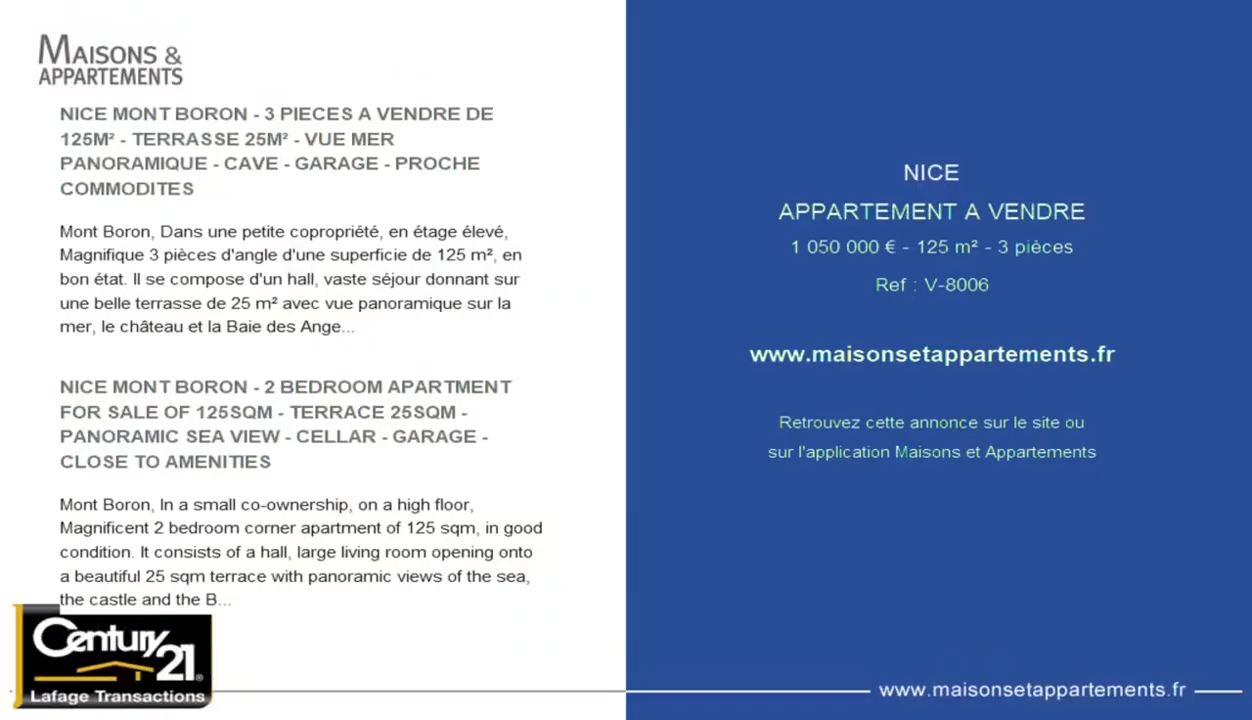 MAISONS &
APPARTEMENTS
NICE MONT BORON - 3 PIECES A VENDRE DE
125M² - TERRASSE 25M² - VUE MER
PANORAMIQUE - CAVE - GARAGE - PROCHE
COMMODITES
Mont Boron, Dans une petite copropriété, en étage élevé,
Magnifique 3 pièces d'angle d'une superficie de 125 m², en
bon état. Il se compose d'un hall, vaste séjour donnant sur
une belle terrasse de 25 m² avec vue panoramique sur la
mer, le château et la Baie des Ange...
NICE MONT BORON - 2 BEDROOM APARTMENT
FOR SALE OF 125SQM - TERRACE 25SQM -
PANORAMIC SEA VIEW - CELLAR - GARAGE -
CLOSE TO AMENITIES
Mont Boron, In a small co-ownership, on a high floor,
Magnificent 2 bedroom corner apartment of 125 sqm, in good
condition. It consists of a hall, large living room opening onto
a beautiful 25 sqm terrace with panoramic views of the sea,
the castle and the B...
Century 21®
Lafage Transactions
NICE
APPARTEMENT A VENDRE
1 050 000 € - 125 m² - 3 pièces
Ref : V-8006
www.maisonsetappartements.fr
Retrouvez cette annonce sur le site ou
sur l'application Maisons et Appartements
www.maisonsetappartements.fr